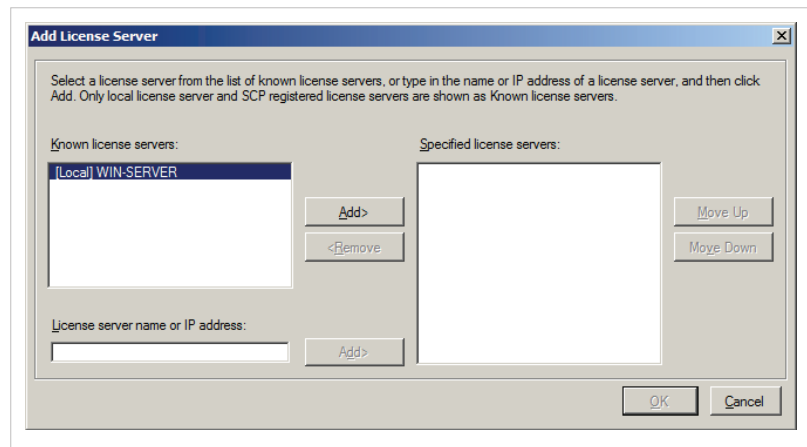 Add License Server
Select a license server from the list of known license servers, or type in the name or IP address of a license server, and then click
Add. Only local license server and SCP registered license servers are shown as Known license servers.
Known license servers:
Specified license servers:
[Local] WIN-SERVER
Add>
<Remove
Move Up
Move Down
License server name or IP address:
Add>
OK
Cancel